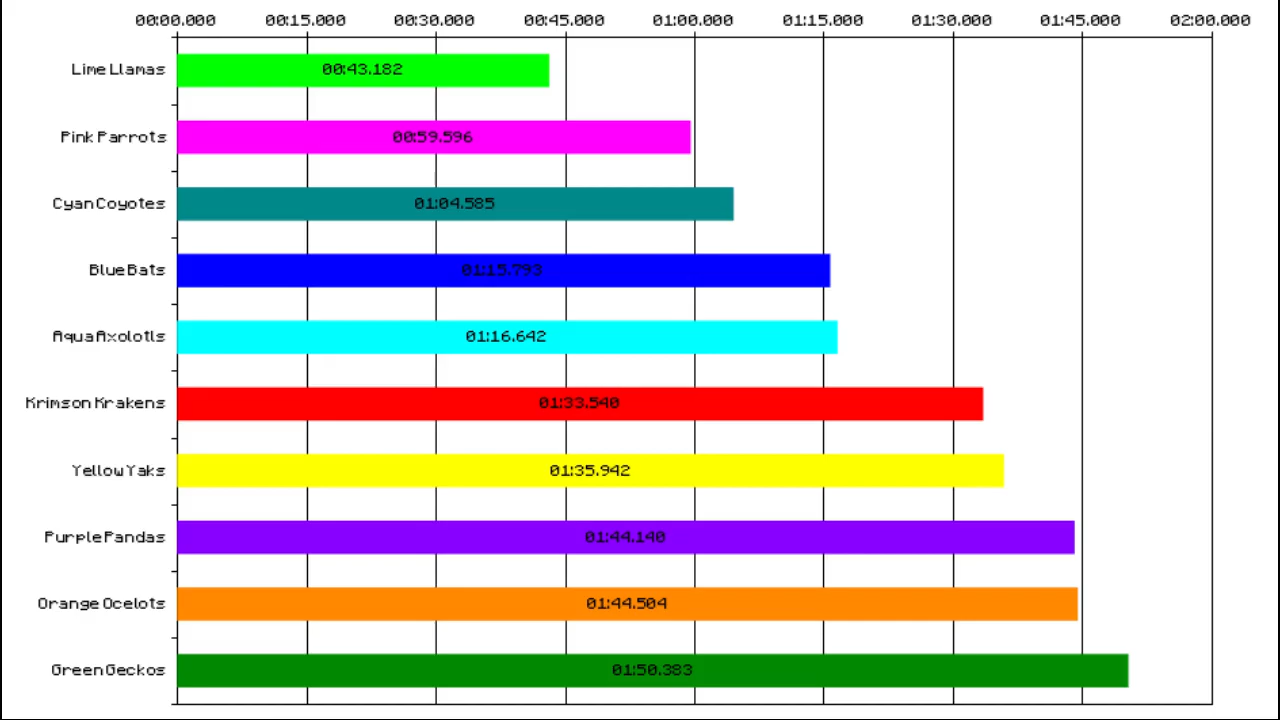 00:00.000 00:15.000 00:30.000 00:45.000 01:00.000 01:15.000 01:30.000 01:45.000 02:00.000
Lime Llamas 00:43.182
Pink Parrots 00:59.596
Cyan Coyotes 01:04.585
Blue Bats 01:15.793
Aqua Axolotls 01:16.642
Krimson Krakens 01:33.540
Yellow Yaks 01:35.942
Purple Pandas 01:44.140
Orange Ocelots 01:44.504
Green Geckos 01:50.383